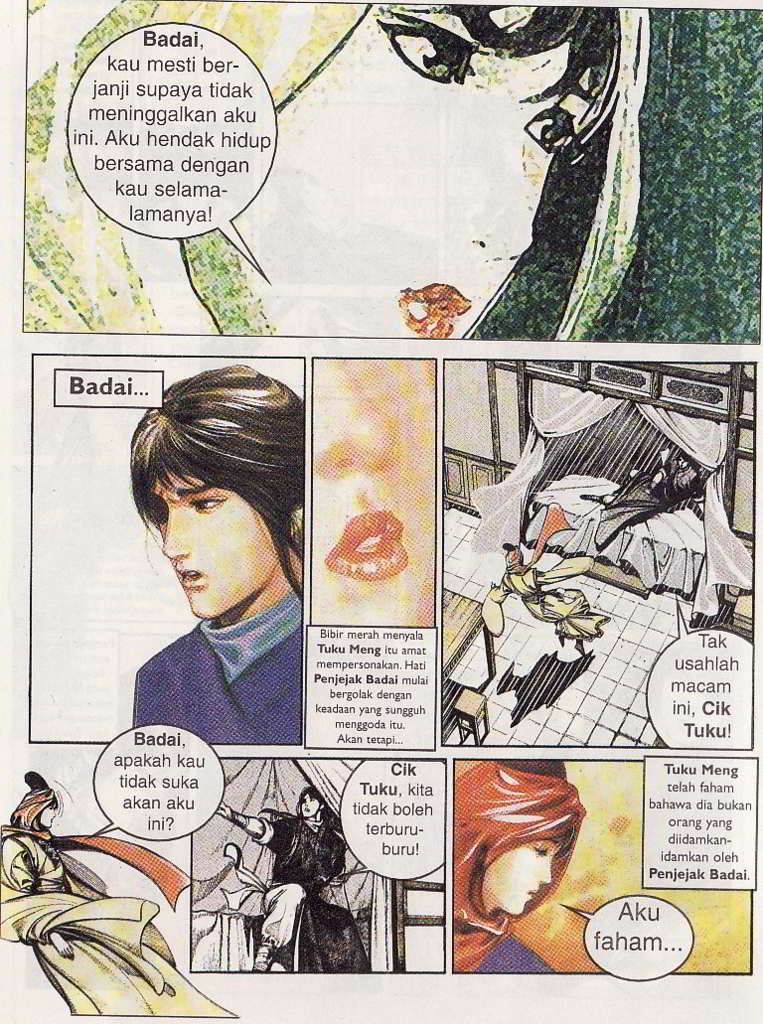 Badai,
kau mesti ber-
janji supaya tidak
meninggalkan aku
ini. Aku hendak hidup
bersama dengan
kau selama-
lamanya!
Badai...
Bibir merah menyala
Tuku Meng itu amat
mempersonakan. Hati
Penjejak Badai mulai
bergolak dengan
keadaan yang sungguh
menggoda itu.
Akan tetapi...
Tak
usahlah
macam
ini, Cik
Tuku!
Badai,
apakah kau
tidak suka
akan aku
ini?
Cik
Tuku, kita
tidak boleh
terburu-
buru!
Tuku Meng
telah faham
bahawa dia bukan
orang yang
diidamkan-
idamkan oleh
Penjejak Badai.
Aku
faham...